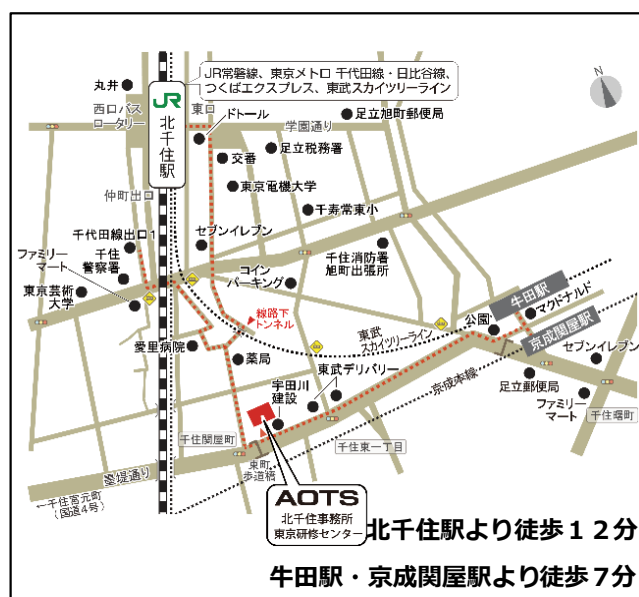 JR常磐線、東京メトロ 千代田線・日比谷線、
つくばエクスプレス、東武スカイツリーライン
N
丸井
JR
北千住駅
西口バス
ロータリー
東口
ドトール
足立旭町郵便局
学園通り
交番
足立税務署
東京電機大学
仲町出口
千寿常東小
千代田線出口1
セブンイレブン
ファミリー
マート
千住
警察署
千住消防署
旭町出張所
東京芸術
大学
コイン
パーキング
牛田駅
マクドナルド
線路下
トンネル
東武
スカイツリーライン
公園
京成関屋駅
愛里病院
薬局
セブンイレブン
東武デリバリー
京成本線
足立郵便局
宇田川
建設
ファミリー
マート
千住曙町
千住関屋町
千住東一丁目
墨堤通り
東町
歩道橋
←千住宮元町
(国道4号)
AOTS
北千住事務所
東京研修センター
北千住駅より徒歩12分
牛田駅・京成関屋駅より徒歩7分